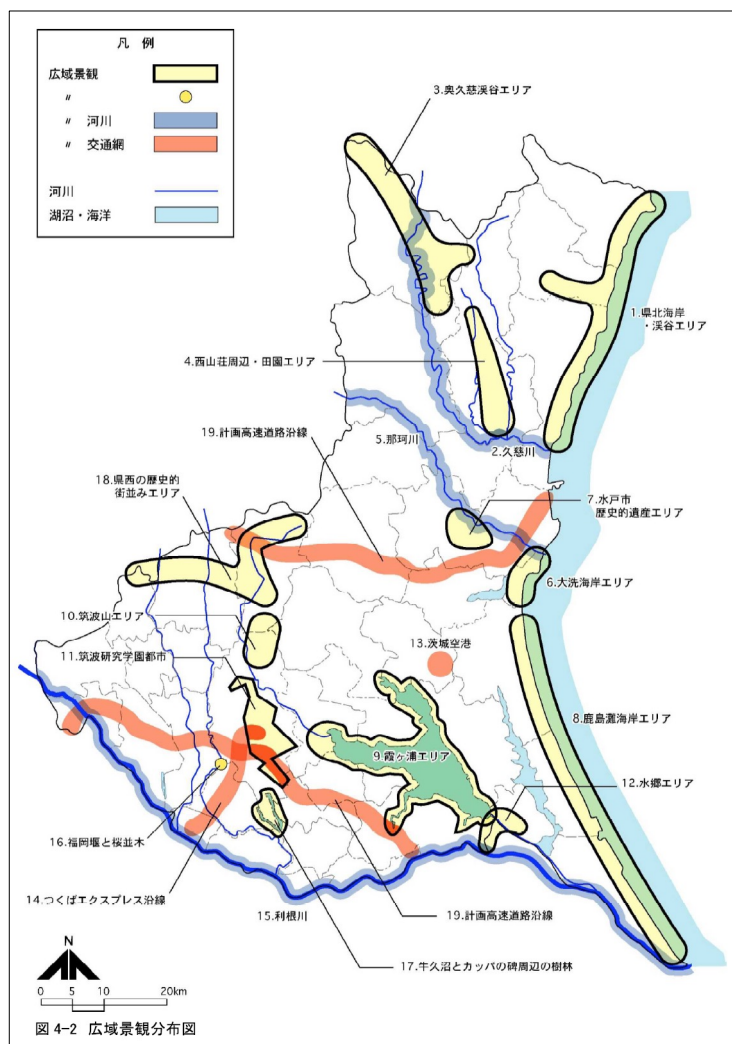 凡 例
広域景観
〃
〃 河川
〃 交通網
河川
湖沼・海洋
3.奥久慈渓谷エリア
1.県北海岸
・渓谷エリア
4.西山荘周辺・田園エリア
19.計画高速道路沿線
5.那珂川
2.久慈川
18.県西の歴史的
街並みエリア
7.水戸市
歴史的遺産エリア
6.大洗海岸エリア
10.筑波山エリア
11.筑波研究学園都市
13.茨城空港
8.鹿島灘海岸エリア
9.霞ヶ浦エリア
12.水郷エリア
16.福岡堰と桜並木
14.つくばエクスプレス沿線
15.利根川
19.計画高速道路沿線
17.牛久沼とカッパの碑周辺の樹林
N
0 5 10 20km
図 4-2 広域景観分布図